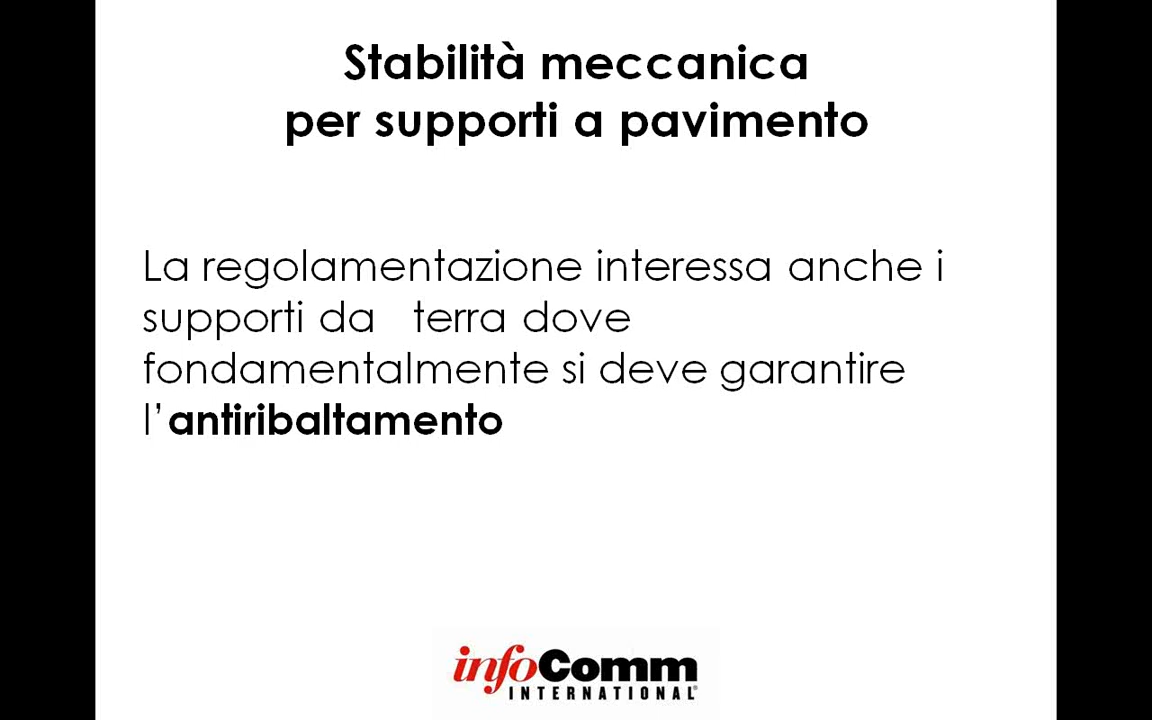 Stabilità meccanica
per supporti a pavimento
La regolamentazione interessa anche i
supporti da   terra dove
fondamentalmente si deve garantire
l’antiribaltamento
infoComm
INTERNATIONAL®